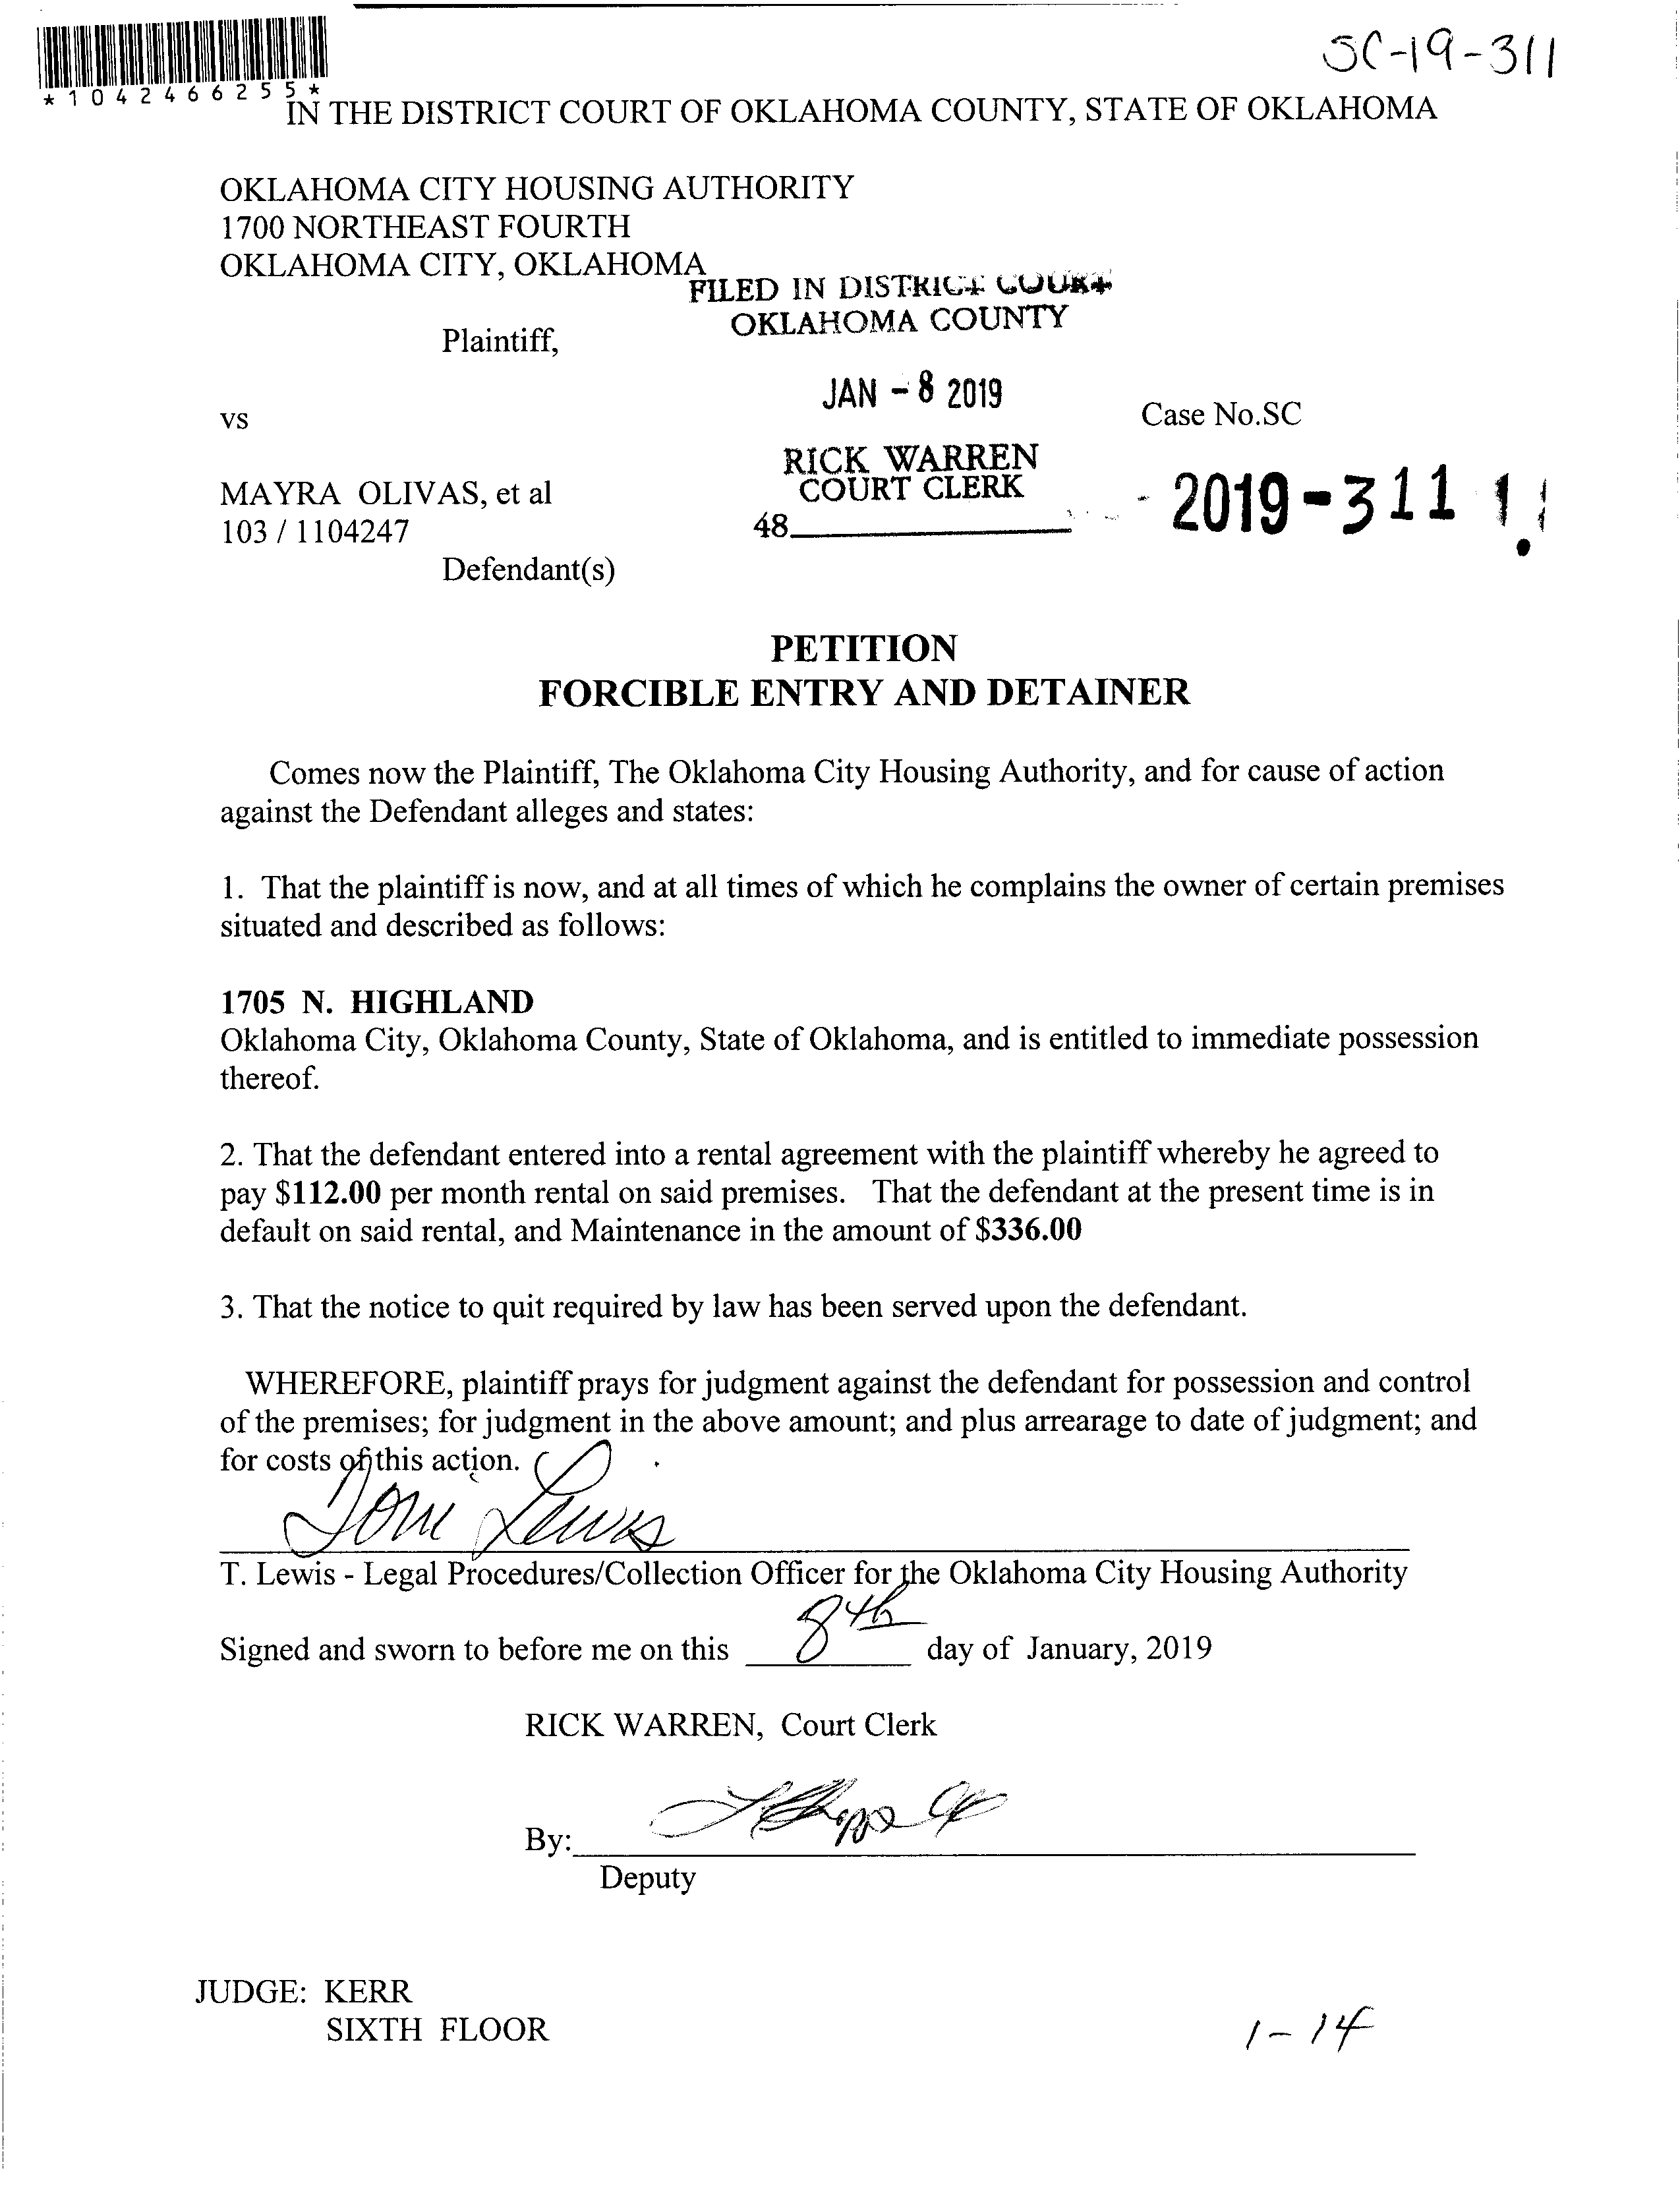 SC-19-311
*1042466255*
IN THE DISTRICT COURT OF OKLAHOMA COUNTY, STATE OF OKLAHOMA
OKLAHOMA CITY HOUSING AUTHORITY
1700 NORTHEAST FOURTH
OKLAHOMA CITY, OKLAHOMA
FILED IN DISTRICT COURT
OKLAHOMA COUNTY
Plaintiff,
JAN - 8 2019
vs
Case No.SC
RICK WARREN
COURT CLERK
MAYRA OLIVAS, et al
- 2019-311
103 / 1104247
48
Defendant(s)
PETITION
FORCIBLE ENTRY AND DETAINER
Comes now the Plaintiff, The Oklahoma City Housing Authority, and for cause of action
against the Defendant alleges and states:
1. That the plaintiff is now, and at all times of which he complains the owner of certain premises
situated and described as follows:
1705 N. HIGHLAND
Oklahoma City, Oklahoma County, State of Oklahoma, and is entitled to immediate possession
thereof.
2. That the defendant entered into a rental agreement with the plaintiff whereby he agreed to
pay $112.00 per month rental on said premises. That the defendant at the present time is in
default on said rental, and Maintenance in the amount of $336.00
3. That the notice to quit required by law has been served upon the defendant.
WHEREFORE, plaintiff prays for judgment against the defendant for possession and control
of the premises; for judgment in the above amount; and plus arrearage to date of judgment; and
for costs of this action.
Lewis
T. Lewis - Legal Procedures/Collection Officer for the Oklahoma City Housing Authority
Signed and sworn to before me on this 8th day of January, 2019
RICK WARREN, Court Clerk
By:
Deputy
JUDGE: KERR
SIXTH FLOOR
1-14